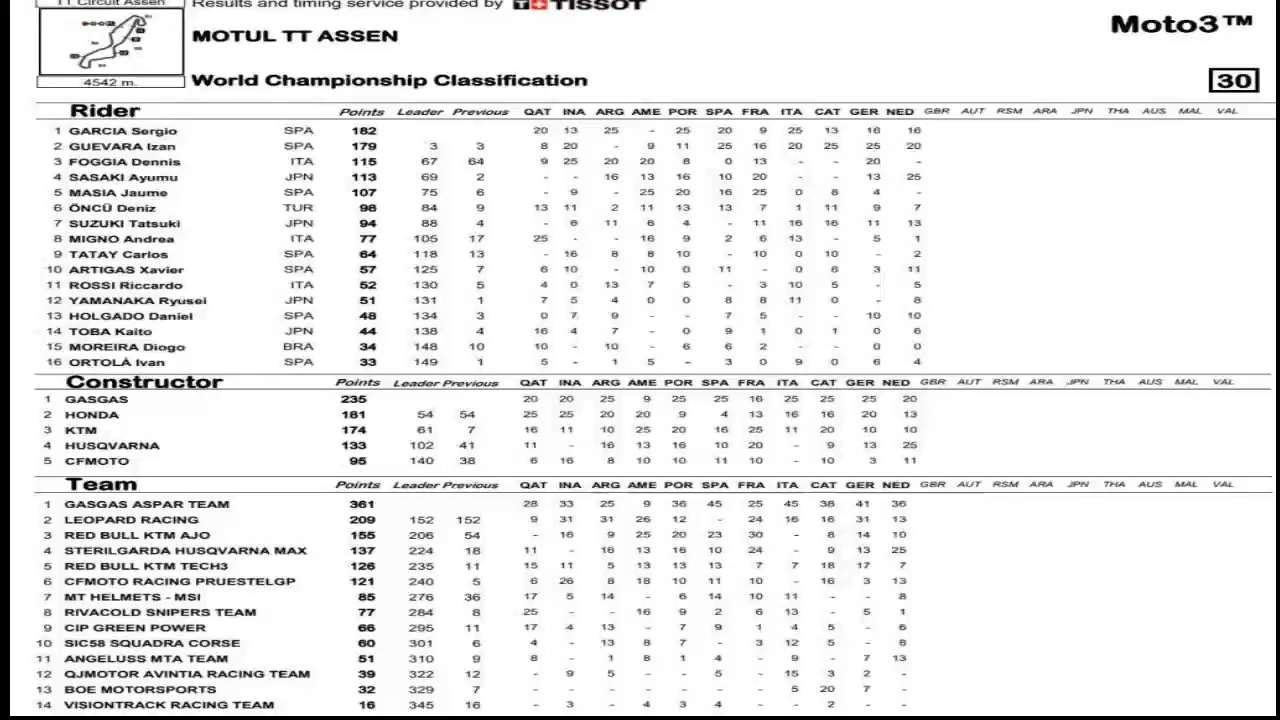 TT Circuit Assen
Results and timing service provided by TISSOT
Moto3™
MOTUL TT ASSEN
4542 m.
World Championship Classification
30
Rider Points Leader Previous QAT INA ARG AME POR SPA FRA ITA CAT GER NED GBR AUT RSM ARA JPN THA AUS MAL VAL
1 GARCIA Sergio SPA 182 20 13 25 - 25 20 9 25 13 16 16
2 GUEVARA Izan SPA 179 3 3 8 20 - 9 11 25 16 20 25 25 20
3 FOGGIA Dennis ITA 115 67 64 9 25 20 20 8 0 13 - - 20 -
4 SASAKI Ayumu JPN 113 69 2 - - 16 13 16 10 20 - - 13 25
5 MASIA Jaume SPA 107 75 6 - 9 - 25 20 16 25 0 8 4 -
6 ÖNCÜ Deniz TUR 98 84 9 13 11 2 11 13 13 7 1 11 9 7
7 SUZUKI Tatsuki JPN 94 88 4 - 6 11 6 4 - 11 16 16 11 13
8 MIGNO Andrea ITA 77 105 17 25 - - 16 9 2 6 13 - 5 1
9 TATAY Carlos SPA 64 118 13 - 16 8 8 10 - 10 0 10 - 2
10 ARTIGAS Xavier SPA 57 125 7 6 10 - 10 0 11 - 0 6 3 11
11 ROSSI Riccardo ITA 52 130 5 4 0 13 7 5 - 3 10 5 - 5
12 YAMANAKA Ryusei JPN 51 131 1 7 5 4 0 0 8 8 11 0 - 8
13 HOLGADO Daniel SPA 48 134 3 0 7 9 - - 7 5 - - 10 10
14 TOBA Kaito JPN 44 138 4 16 4 7 - 0 9 1 0 1 0 6
15 MOREIRA Diogo BRA 34 148 10 10 - 10 - 6 6 2 - - 0 0
16 ORTOLÁ Ivan SPA 33 149 1 5 - 1 5 - 3 0 9 0 6 4
Constructor Points Leader Previous QAT INA ARG AME POR SPA FRA ITA CAT GER NED GBR AUT RSM ARA JPN THA AUS MAL VAL
1 GASGAS 235 20 20 25 9 25 25 16 25 25 25 20
2 HONDA 181 54 54 25 25 20 20 9 4 13 16 16 20 13
3 KTM 174 61 7 16 11 10 25 20 16 25 11 20 10 10
4 HUSQVARNA 133 102 41 11 - 16 13 16 10 20 - 9 13 25
5 CFMOTO 95 140 38 6 16 8 10 10 11 10 - 10 3 11
Team Points Leader Previous QAT INA ARG AME POR SPA FRA ITA CAT GER NED GBR AUT RSM ARA JPN THA AUS MAL VAL
1 GASGAS ASPAR TEAM 361 28 33 25 9 36 45 25 45 38 41 36
2 LEOPARD RACING 209 152 152 9 31 31 26 12 - 24 16 16 31 13
3 RED BULL KTM AJO 155 206 54 - 16 9 25 20 23 30 - 8 14 10
4 STERILGARDA HUSQVARNA MAX 137 224 18 11 - 16 13 16 10 24 - 9 13 25
5 RED BULL KTM TECH3 126 235 11 15 11 5 13 13 13 7 7 18 17 7
6 CFMOTO RACING PRUESTELGP 121 240 5 6 26 8 18 10 11 10 - 16 3 13
7 MT HELMETS - MSI 85 276 36 17 5 14 - 6 14 10 11 - - 8
8 RIVACOLD SNIPERS TEAM 77 284 8 25 - - 16 9 2 6 13 - 5 1
9 CIP GREEN POWER 66 295 11 17 4 13 - 7 9 1 4 5 - 6
10 SIC58 SQUADRA CORSE 60 301 6 4 - 13 8 7 - 3 12 5 - 8
11 ANGELUSS MTA TEAM 51 310 9 8 - 1 8 1 4 - 9 - 7 13
12 QJMOTOR AVINTIA RACING TEAM 39 322 12 - 9 5 - - 5 - 15 3 2 -
13 BOE MOTORSPORTS 32 329 7 - - - - - - - 5 20 7 -
14 VISIONTRACK RACING TEAM 16 345 16 - 3 - 4 3 4 - - 2 - -